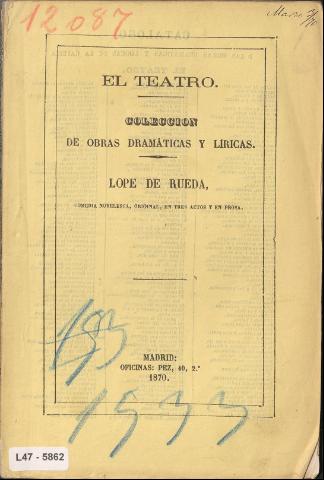 12087
EL TEATRO.
COLECCION
DE OBRAS DRAMÁTICAS Y LÍRICAS.
LOPE DE RUEDA,
COMEDIA NOVELESCA, ORIGINAL, EN TRES ACTOS Y EN PROSA.
MADRID:
OFICINAS: PEZ, 40, 2.º
1870.
1933
L47 - 5862